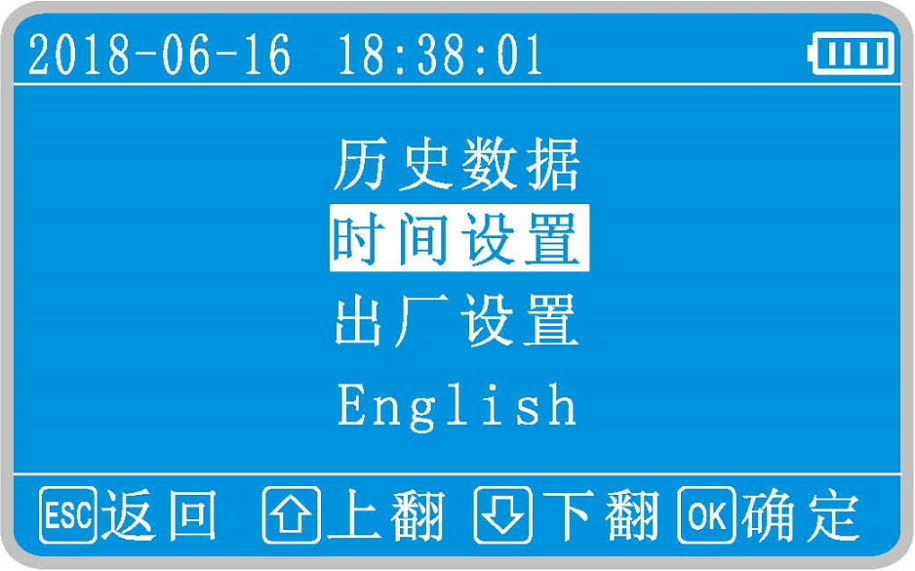 2018-06-16 18:38:01
历史数据
时间设置
出厂设置
English
ESC返回 上翻 下翻 OK确定